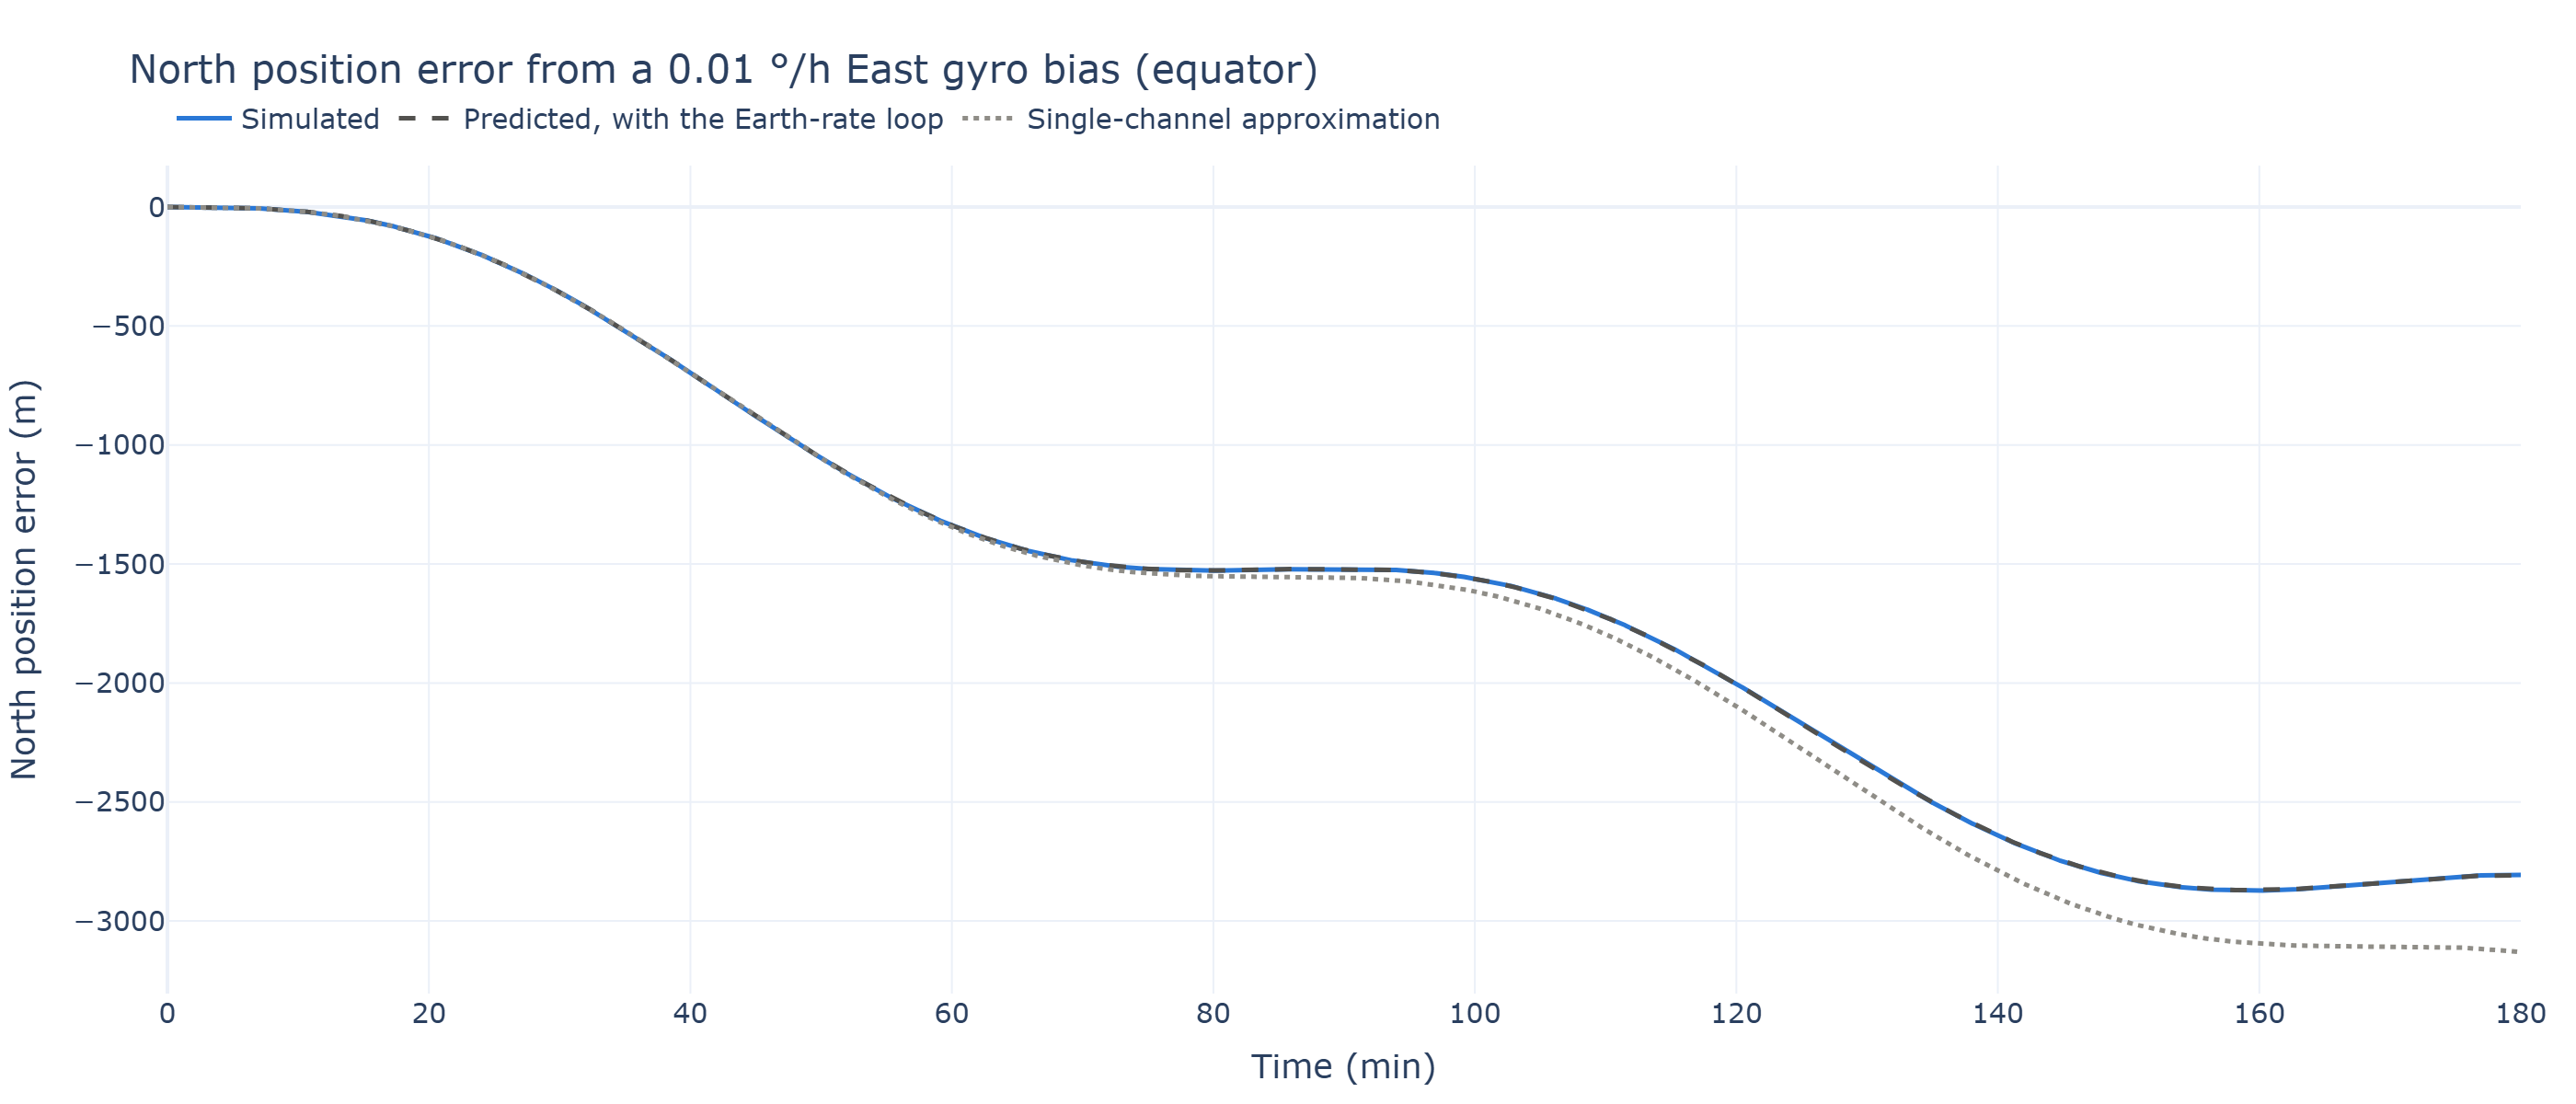 North position error from a 0.01 °/h East gyro bias (equator)
Simulated
Predicted, with the Earth-rate loop
Single-channel approximation
North position error (m)
0
−500
−1000
−1500
−2000
−2500
−3000
0
20
40
60
80
100
120
140
160
180
Time (min)